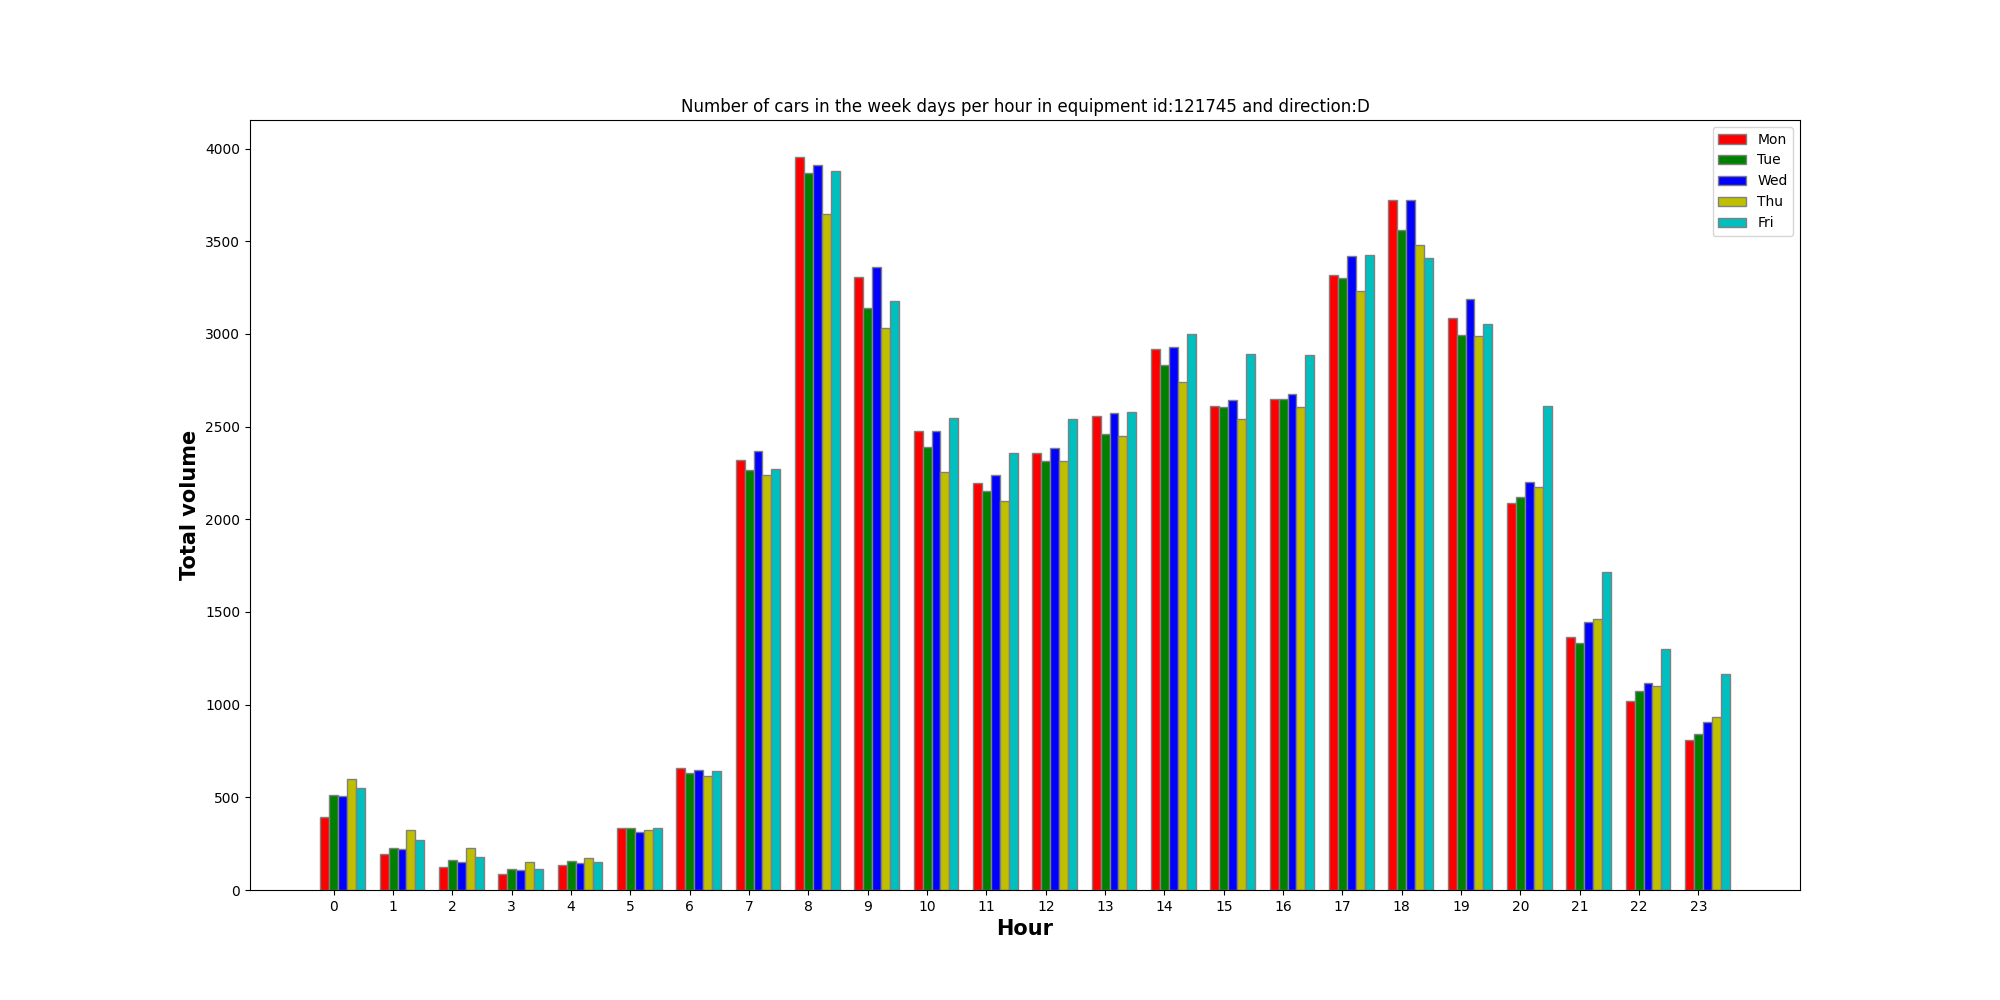 Number of cars in the week days per hour in equipment id:121745 and direction:D
Mon
Tue
Wed
Thu
Fri
Total volume
4000
3500
3000
2500
2000
1500
1000
500
0
0 1 2 3 4 5 6 7 8 9 10 11 12 13 14 15 16 17 18 19 20 21 22 23
Hour